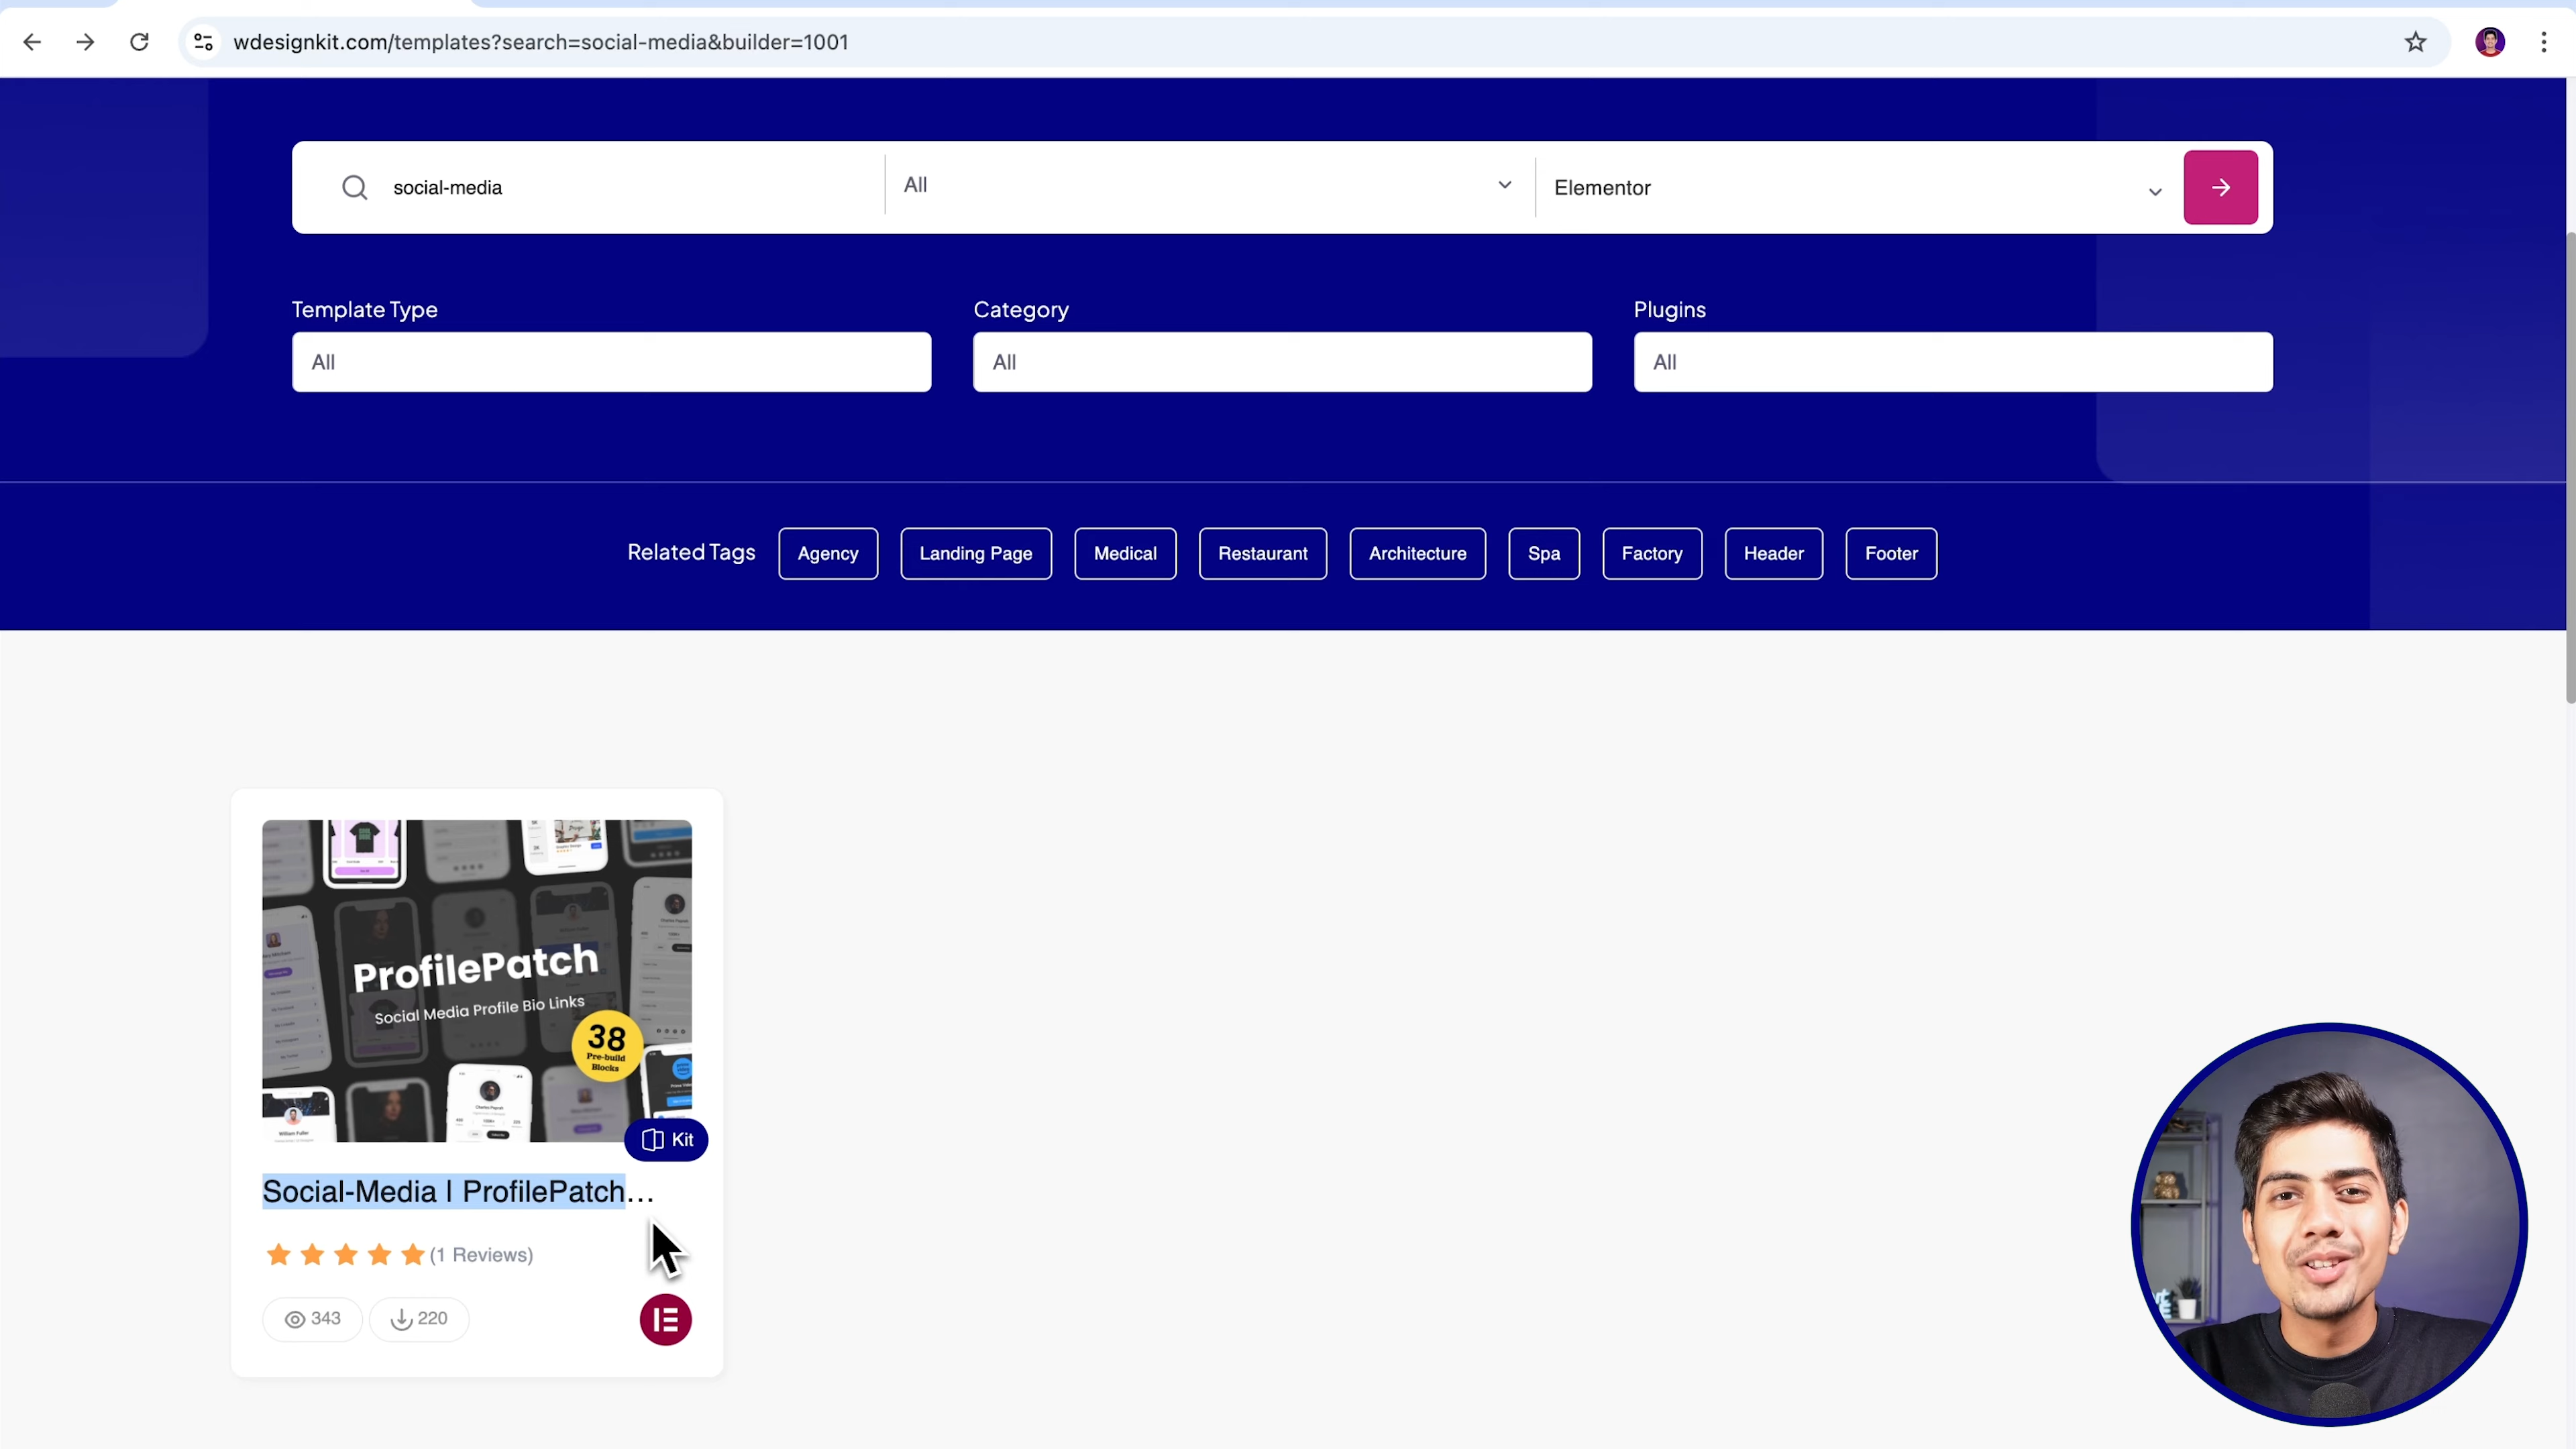 wdesignkit.com/templates?search=social-media&builder=1001
social-media
All
Elementor
Template Type
Category
Plugins
All
All
All
Related Tags
Agency
Landing Page
Medical
Restaurant
Architecture
Spa
Factory
Header
Footer
ProfilePatch
Social Media Profile Bio Links
38
Pre-build
Blocks
Kit
Social-Media | ProfilePatch...
(1 Reviews)
343
220